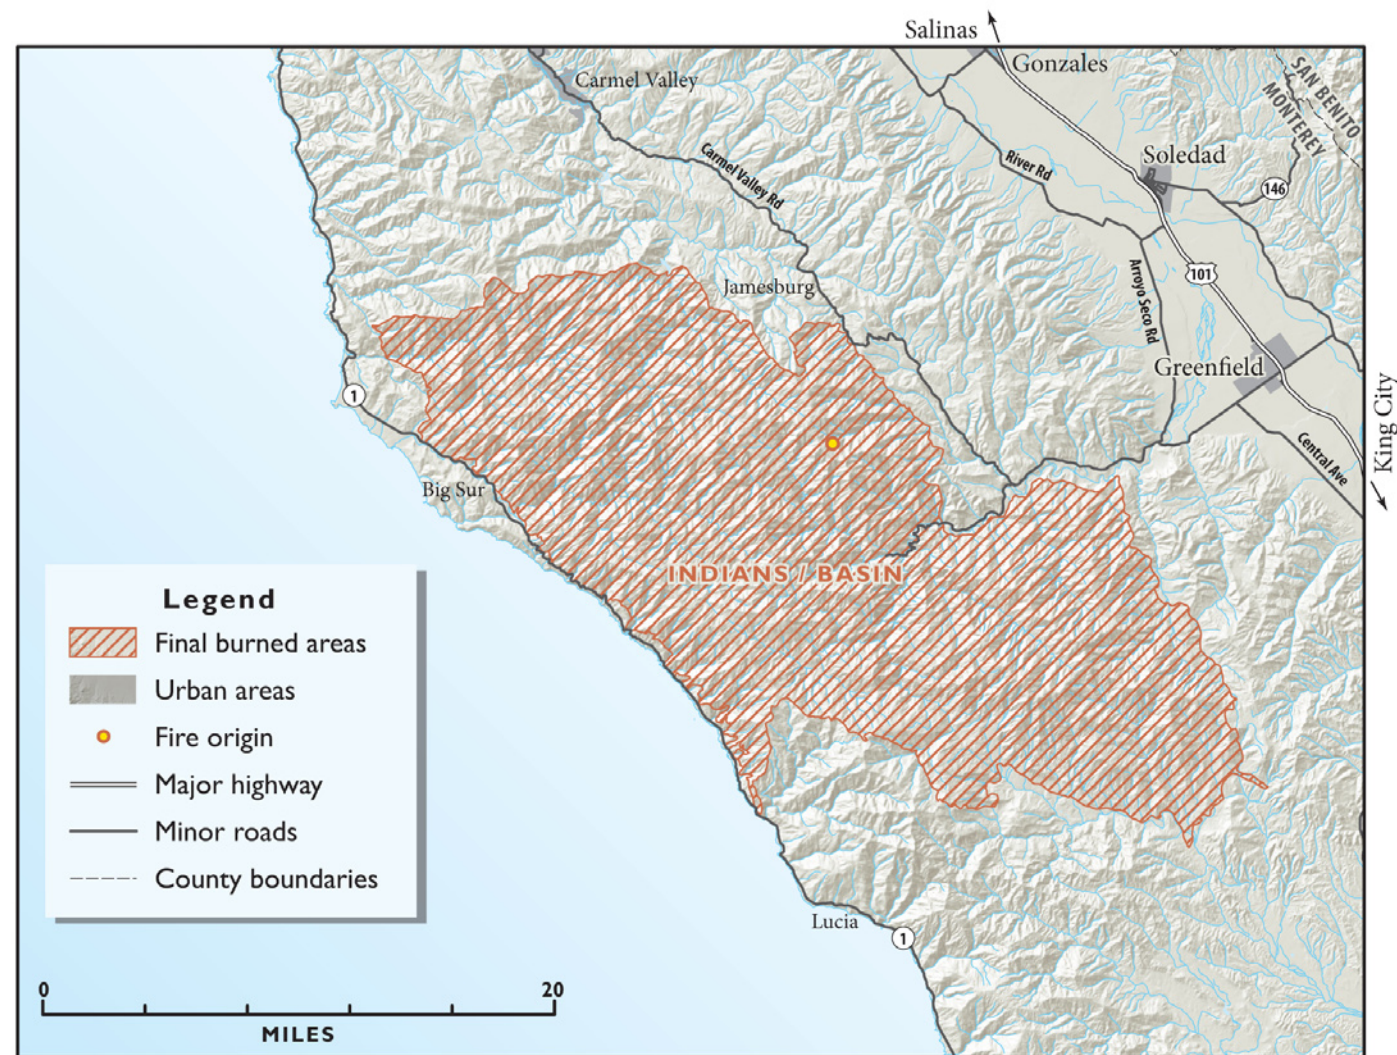 Salinas
Gonzales
Carmel Valley
SAN BENITO
MONTEREY
Soledad
River Rd
Carmel Valley Rd
146
Jamesburg
101
Arroyo Seco Rd
Greenfield
King City
1
Central Ave
Big Sur
INDIANS / BASIN
Legend
Final burned areas
Urban areas
Fire origin
Major highway
Minor roads
County boundaries
Lucia
1
0 20
MILES